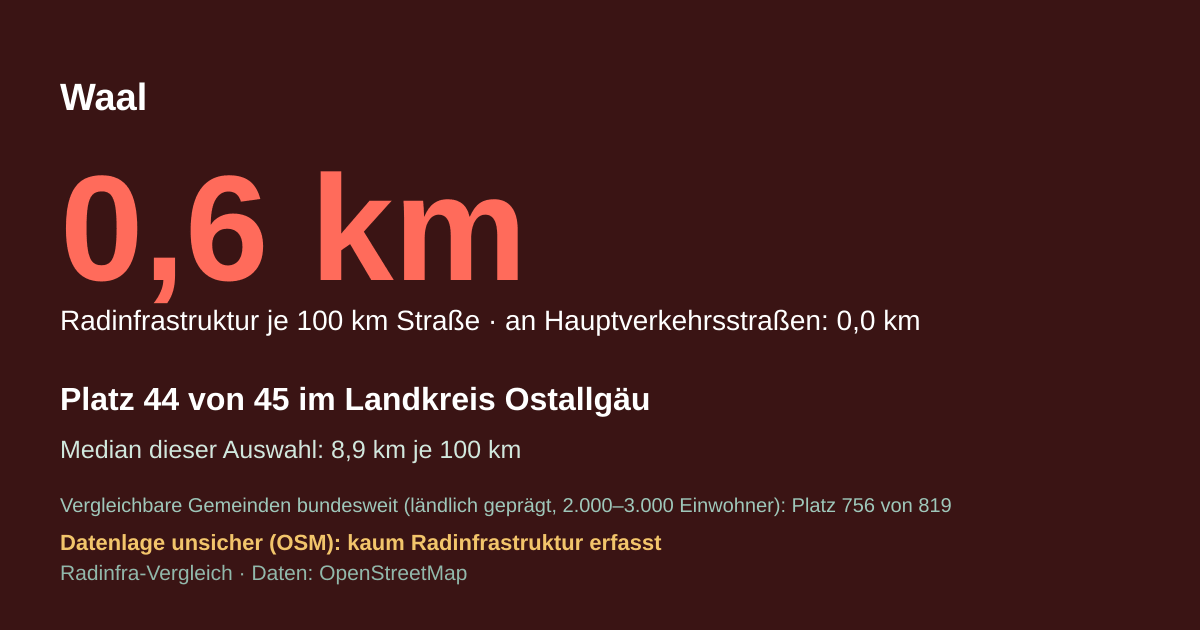 Waal
0,6 km
Radinfrastruktur je 100 km Straße · an Hauptverkehrsstraßen: 0,0 km
Platz 44 von 45 im Landkreis Ostallgäu
Median dieser Auswahl: 8,9 km je 100 km
Vergleichbare Gemeinden bundesweit (ländlich geprägt, 2.000–3.000 Einwohner): Platz 756 von 819
Datenlage unsicher (OSM): kaum Radinfrastruktur erfasst
Radinfra-Vergleich · Daten: OpenStreetMap